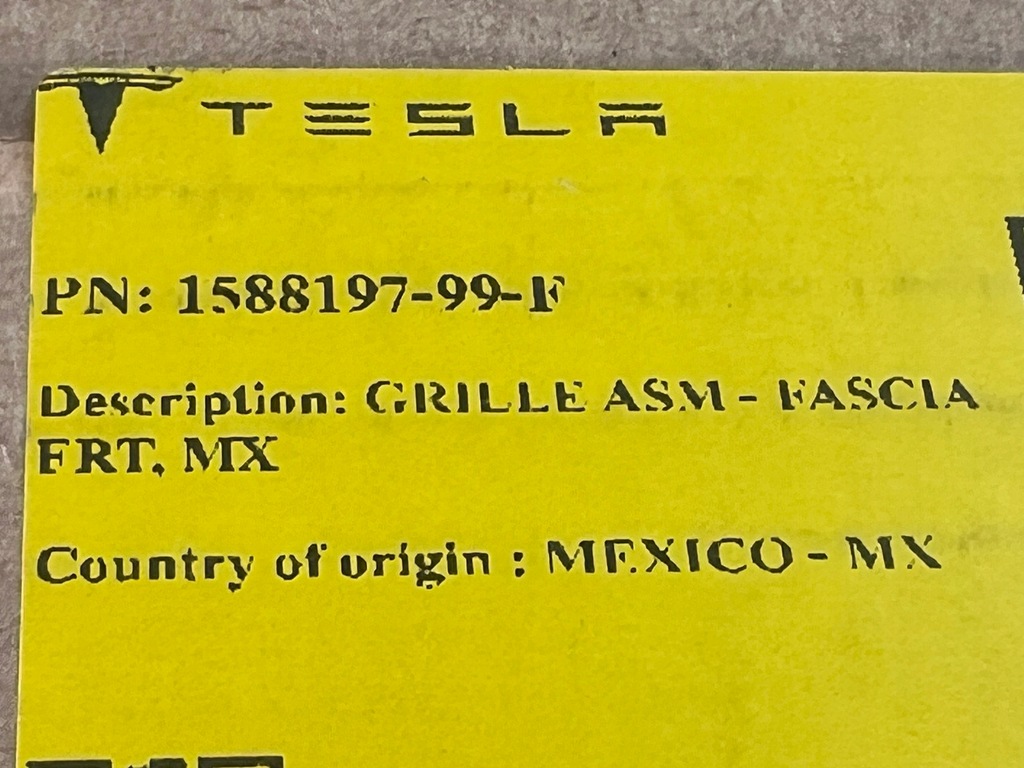 TESLA
PN: 1588197-99-F
Description: GRILLE ASM - FASCIA
FRT, MX
Country of origin : MEXICO - MX